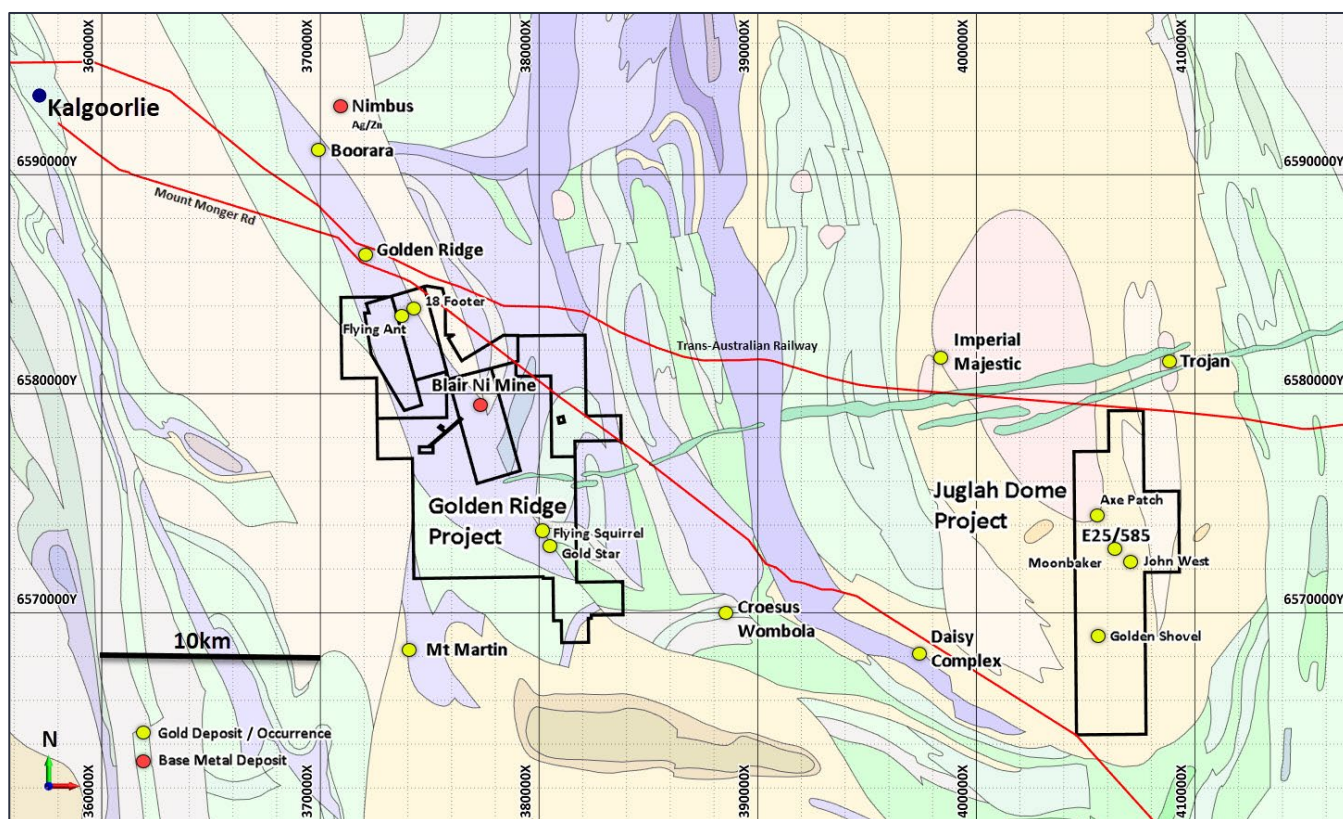 360000X
370000X
380000X
390000X
400000X
410000X
Kalgoorlie
Nimbus
Ag/Zn
Boorara
6590000Y
6590000Y
Mount Monger Rd
Golden Ridge
18 Footer
Flying Ant
Trans-Australian Railway
Imperial
Majestic
Trojan
6580000Y
6580000Y
Blair Ni Mine
Golden Ridge
Project
Juglah Dome
Project
Axe Patch
E25/585
Flying Squirrel
Gold Star
Moonbaker
John West
6570000Y
6570000Y
Croesus
Wombola
Golden Shovel
10km
Mt Martin
Daisy
Complex
Gold Deposit / Occurrence
Base Metal Deposit
N
360000X
370000X
380000X
390000X
400000X
410000X